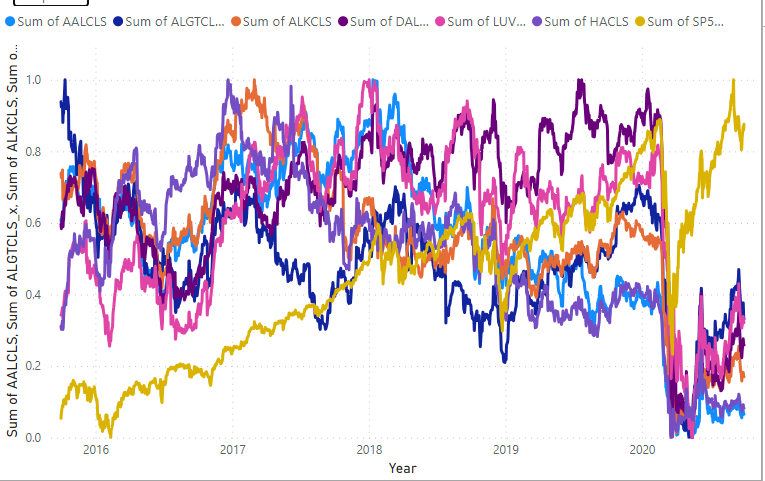 Sum of AALCLS Sum of ALGTCL... Sum of ALKCLS Sum of DAL... Sum of LUV... Sum of HACLS Sum of SP5...
Sum of AALCLS, Sum of ALGTCLS_x, Sum of ALKCLS, Sum o...
1.0
0.8
0.6
0.4
0.2
0.0
2016 2017 2018 2019 2020
Year